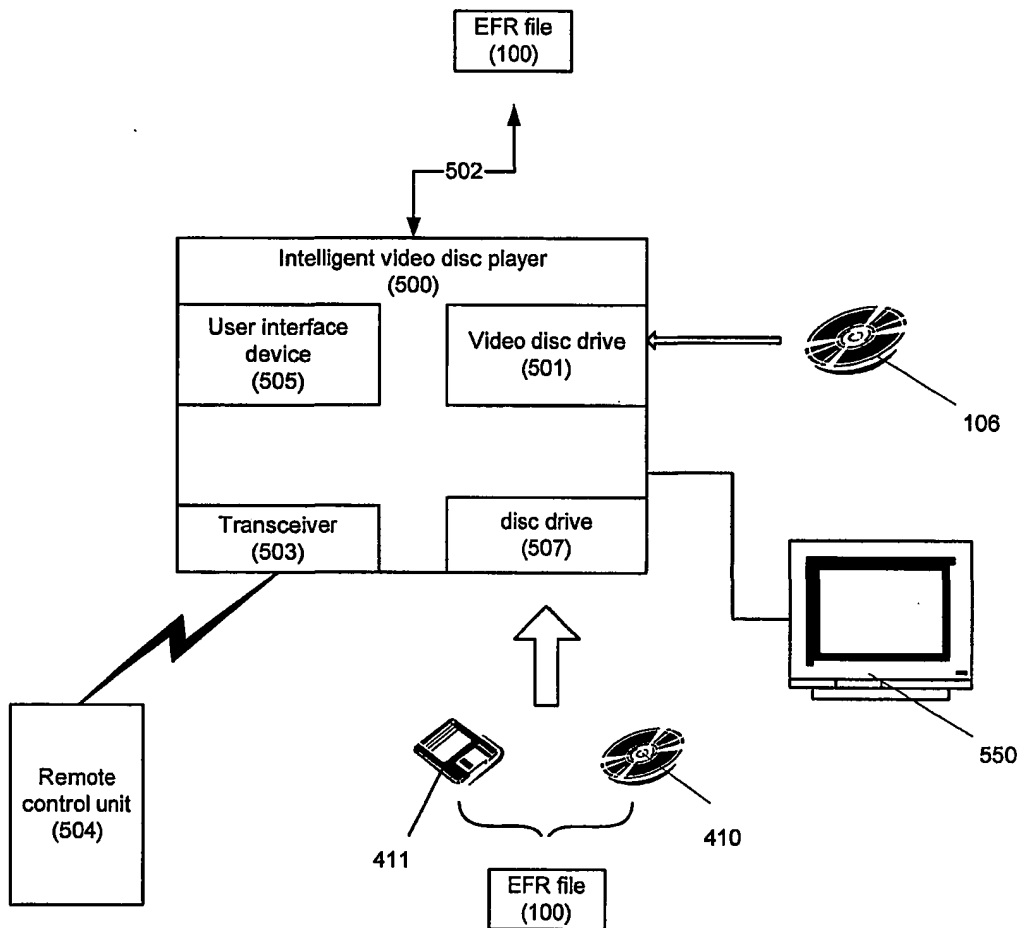 EFR file
(100)
502
Intelligent video disc player
(500)
User interface
device
(505)
Video disc drive
(501)
106
Transceiver
(503)
disc drive
(507)
550
Remote
control unit
(504)
411
410
EFR file
(100)